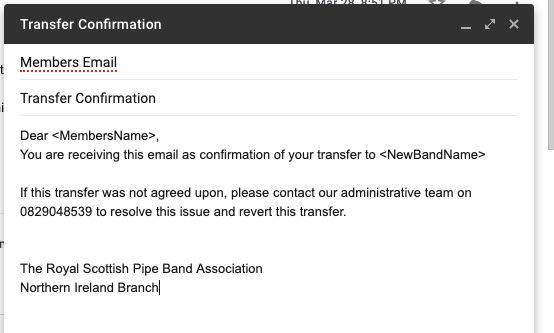 Thu, Mar 28, 8:51 PM
Transfer Confirmation
Members Email
Transfer Confirmation
Dear <MembersName>,
You are receiving this email as confirmation of your transfer to <NewBandName>
If this transfer was not agreed upon, please contact our administrative team on
0829048539 to resolve this issue and revert this transfer.
The Royal Scottish Pipe Band Association
Northern Ireland Branch